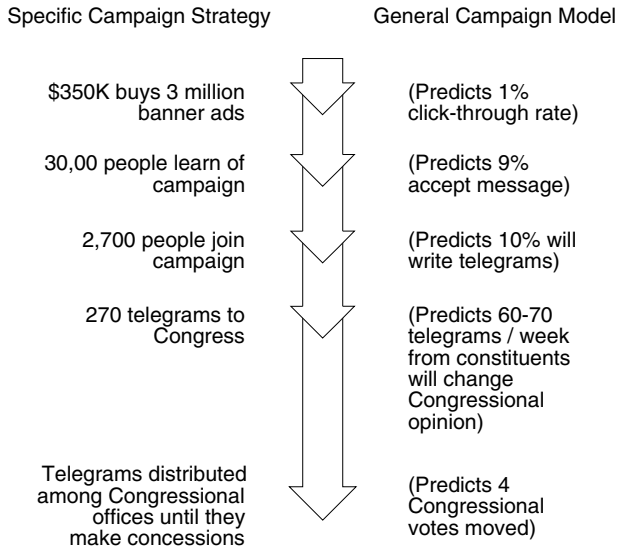 Specific Campaign Strategy
General Campaign Model
$350K buys 3 million
banner ads
(Predicts 1%
click-through rate)
30,00 people learn of
campaign
(Predicts 9%
accept message)
2,700 people join
campaign
(Predicts 10% will
write telegrams)
270 telegrams to
Congress
(Predicts 60-70
telegrams / week
from constituents
will change
Congressional
opinion)
Telegrams distributed
among Congressional
offices until they
make concessions
(Predicts 4
Congressional
votes moved)